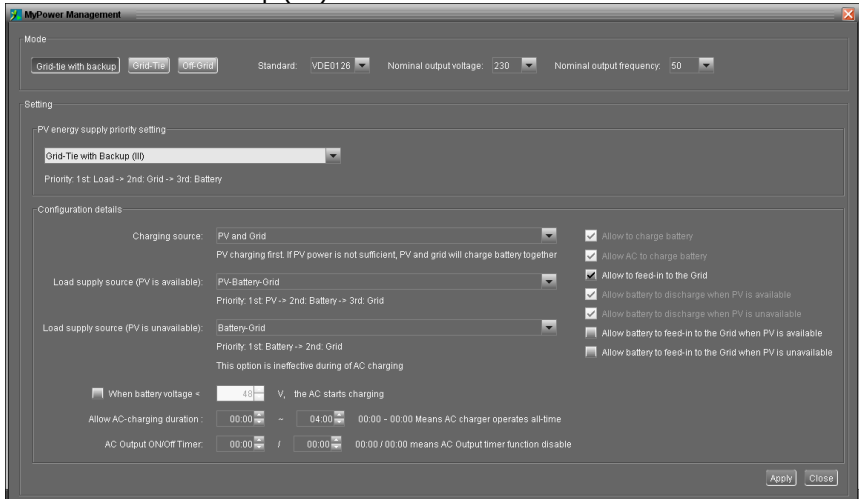 MyPower Management
Mode
Grid-tie with backup Grid-Tie Off-Grid Standard: VDE0126 Nominal output voltage: 230 Nominal output frequency: 50
Setting
PV energy supply priority setting
Grid-Tie with Backup (III)
Priority: 1st: Load -> 2nd: Grid -> 3rd: Battery
Configuration details
Charging source: PV and Grid Allow to charge battery
PV charging first. If PV power is not sufficient, PV and grid will charge battery together Allow AC to charge battery
Allow to feed-in to the Grid
Load supply source (PV is available): PV-Battery-Grid
Priority: 1st: PV -> 2nd: Battery -> 3rd: Grid Allow battery to discharge when PV is available
Allow battery to discharge when PV is unavailable
Load supply source (PV is unavailable): Battery-Grid Allow battery to feed-in to the Grid when PV is available
Priority: 1st: Battery -> 2nd: Grid Allow battery to feed-in to the Grid when PV is unavailable
This option is ineffective during of AC charging
When battery voltage < 48 V, the AC starts charging
Allow AC-charging duration : 00:00 ~ 04:00 00:00 - 00:00 Means AC charger operates all-time
AC Output ON/Off Timer: 00:00 / 00:00 00:00 / 00:00 means AC Output timer function disable
Apply Close